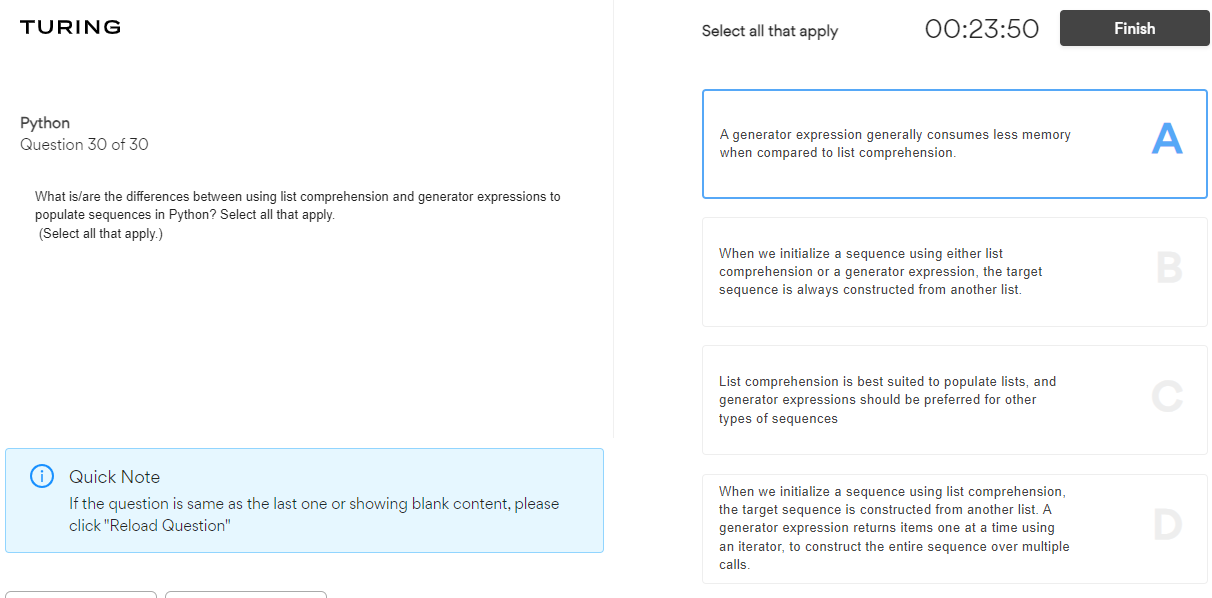 TURING
Python
Question 30 of 30
What is/are the differences between using list comprehension and generator expressions to
populate sequences in Python? Select all that apply.
(Select all that apply.)
Quick Note
If the question is same as the last one or showing blank content, please
click "Reload Question"
Select all that apply
00:23:50
Finish
A generator expression generally consumes less memory
when compared to list comprehension.
A
When we initialize a sequence using either list
comprehension or a generator expression, the target
sequence is always constructed from another list.
B
List comprehension is best suited to populate lists, and
generator expressions should be preferred for other
types of sequences
C
When we initialize a sequence using list comprehension,
the target sequence is constructed from another list. A
generator expression returns items one at a time using
an iterator, to construct the entire sequence over multiple
calls.
D